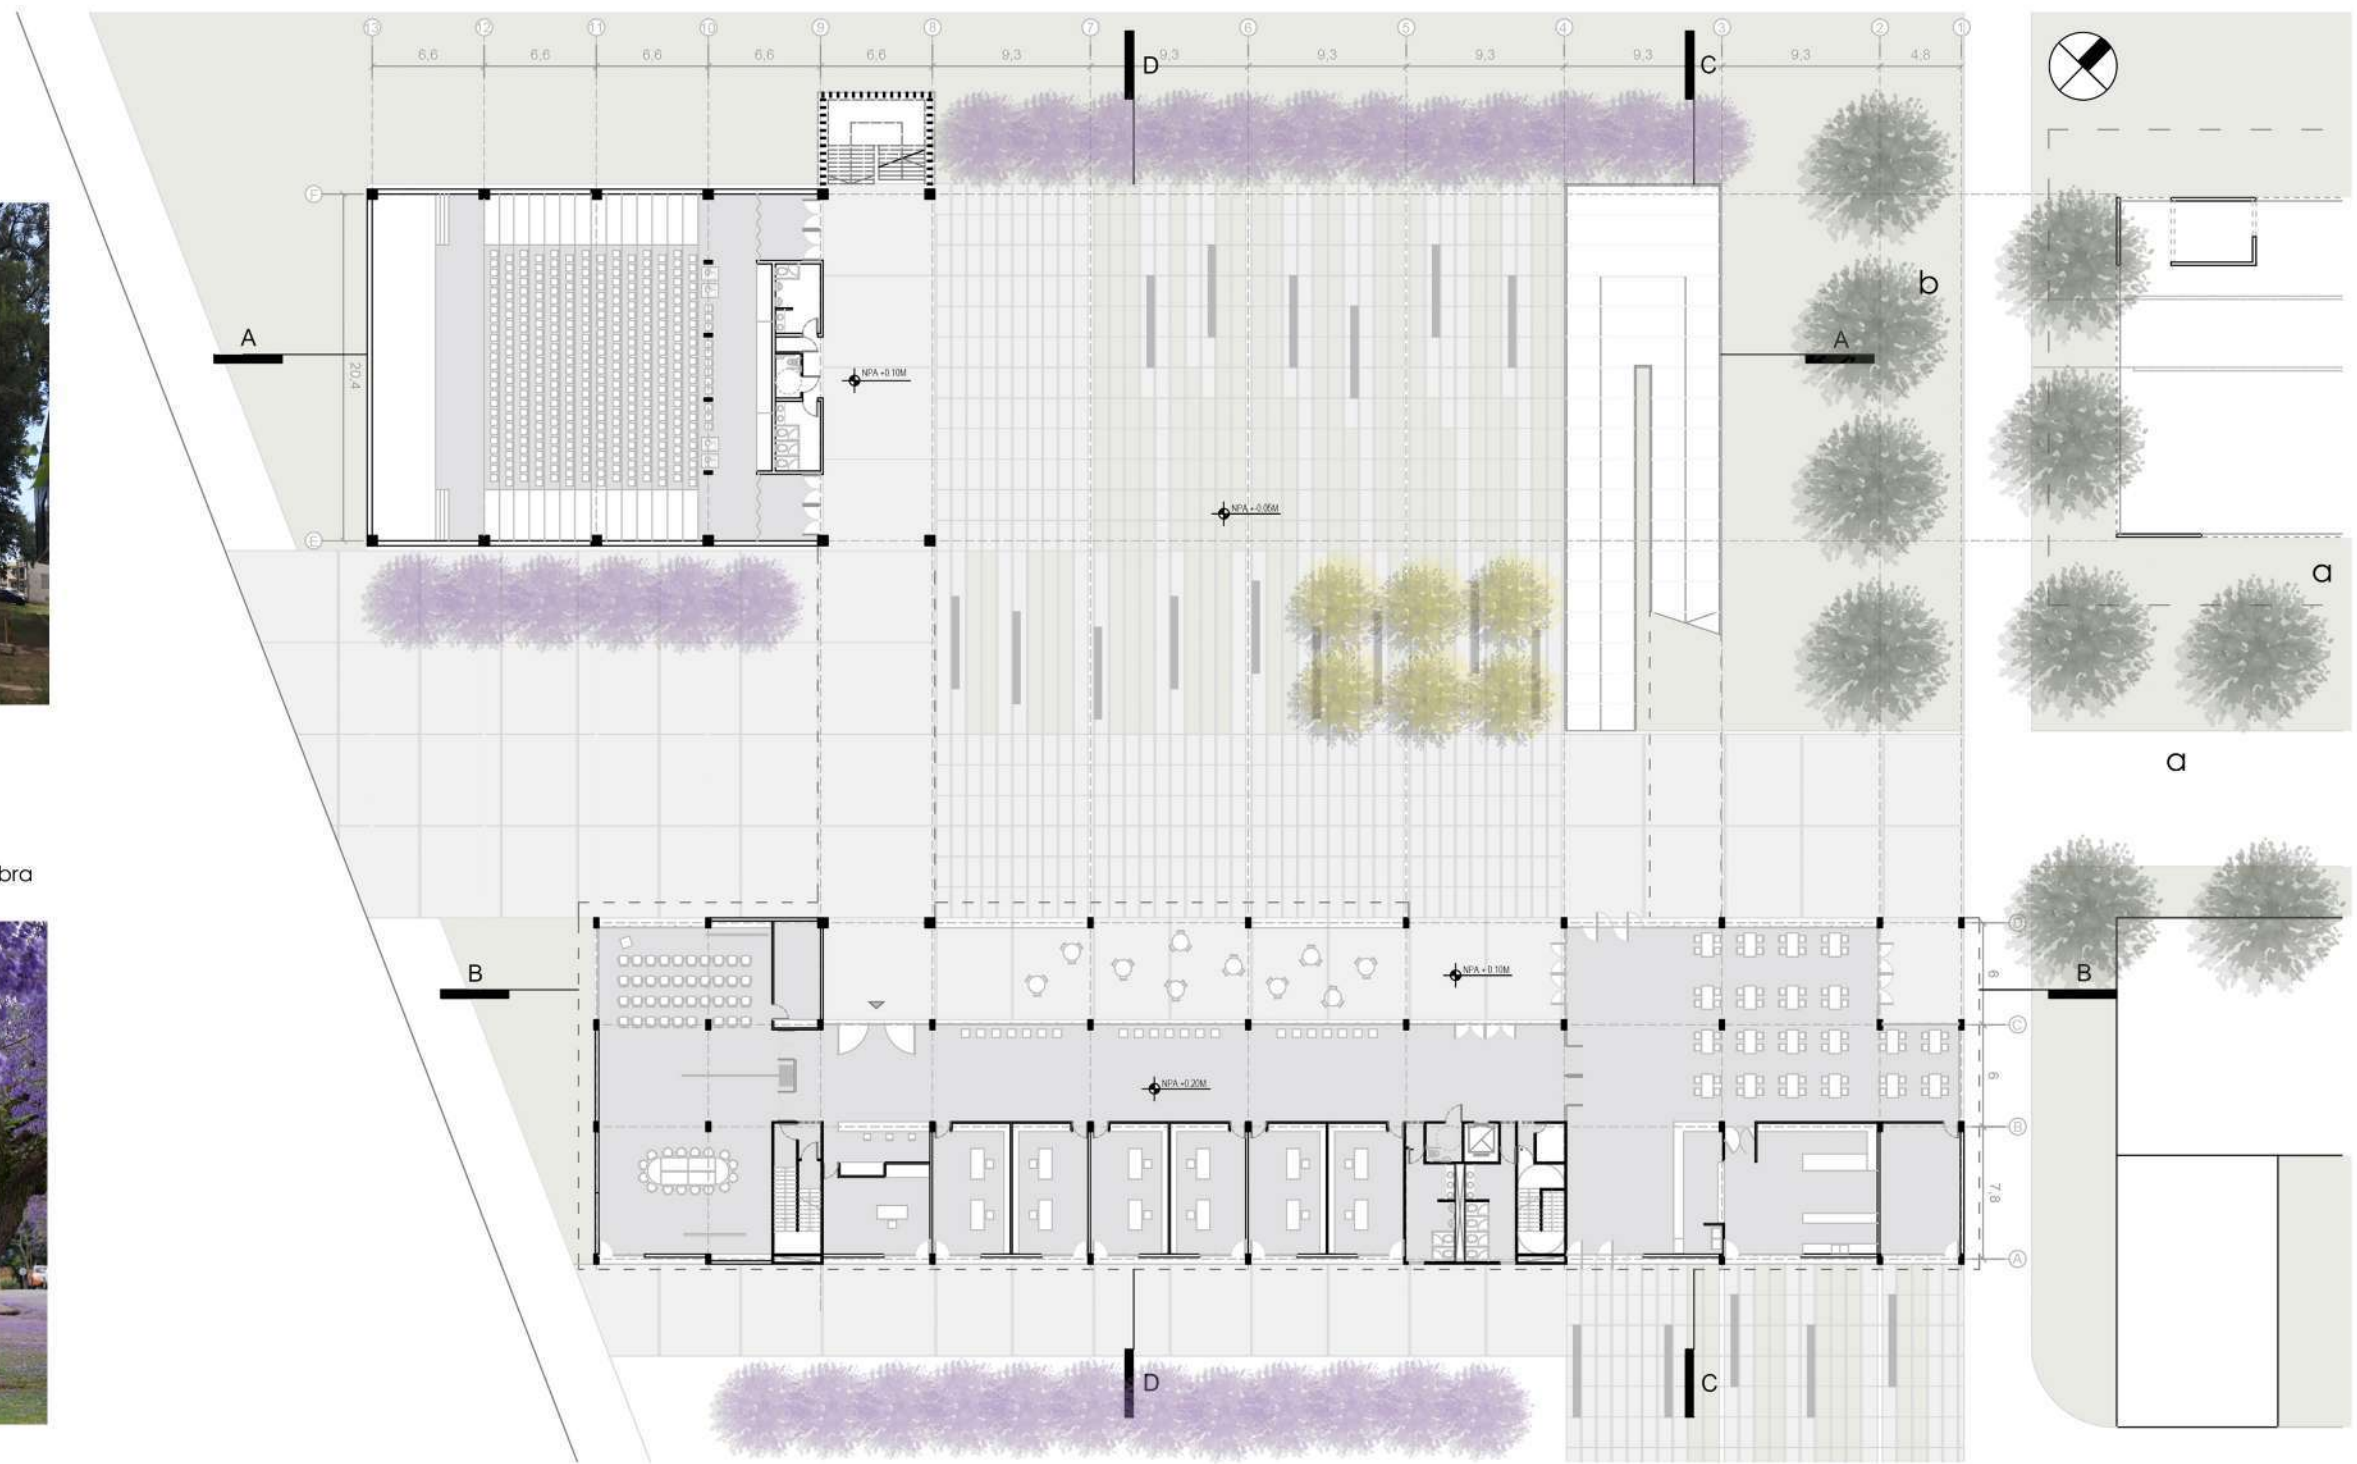 13 12 11 10 9 8 7 6 5 4 3 2 1
6,6 6,6 6,6 6,6 6,6 9,3 9,3 9,3 9,3 9,3 9,3 4,8
D C
F
b
A A
20,4
NPA +0.10M
NPA +-0.05M
E
a
a
bra
D
B B
NPA + 0.10M
6
C
NPA +0.20M
6
B
7,8
A
D C